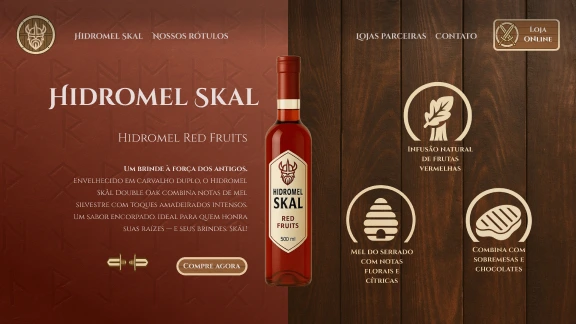 Hidromel Skal
Nossos Rótulos
Lojas Parceiras
Contato
Loja
Online
Hidromel Skal
Hidromel Red Fruits
Um brinde à força dos antigos.
Envelhecido em carvalho duplo, o Hidromel
Skål Double Oak combina notas de mel
silvestre com toques amadeirados intensos.
Um sabor encorpado, ideal para quem honra
suas raízes — e seus brindes. Skål!
Compre agora
HIDROMEL
SKAL
RED
FRUITS
500 ml
Infusão natural
de frutas
vermelhas
Mel do serrado
com notas
florais e
cítricas
Combina com
sobremesas e
chocolates